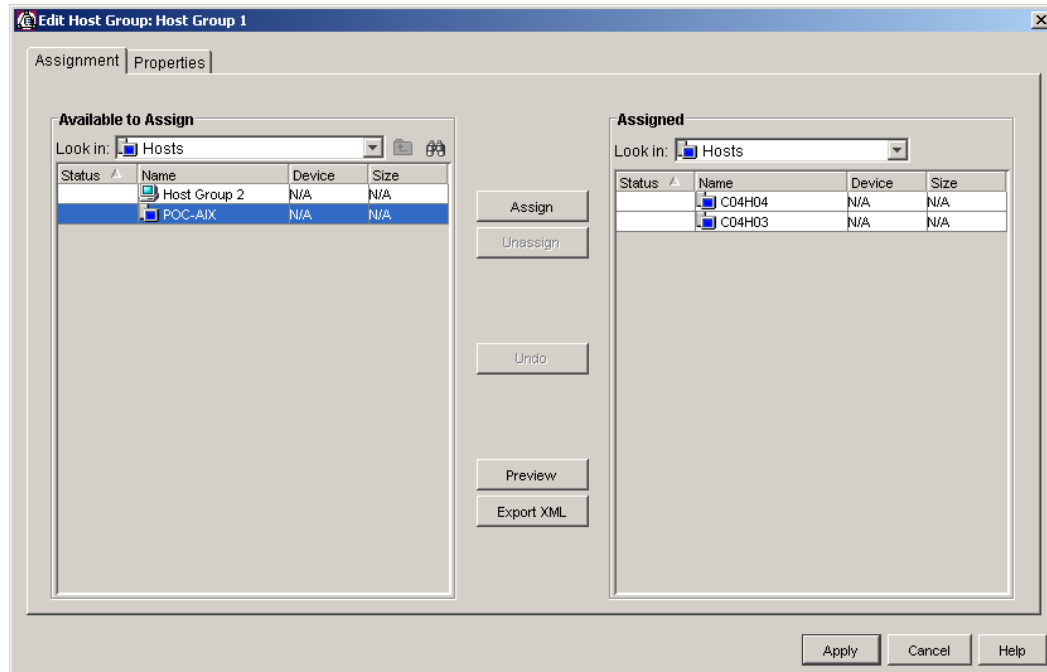 Edit Host Group: Host Group 1
Assignment Properties
Available to Assign
Look in: Hosts
Status Name Device Size
Host Group 2 N/A N/A
POC-AIX N/A N/A
Assign
Unassign
Undo
Preview
Export XML
Assigned
Look in: Hosts
Status Name Device Size
C04H04 N/A N/A
C04H03 N/A N/A
Apply Cancel Help